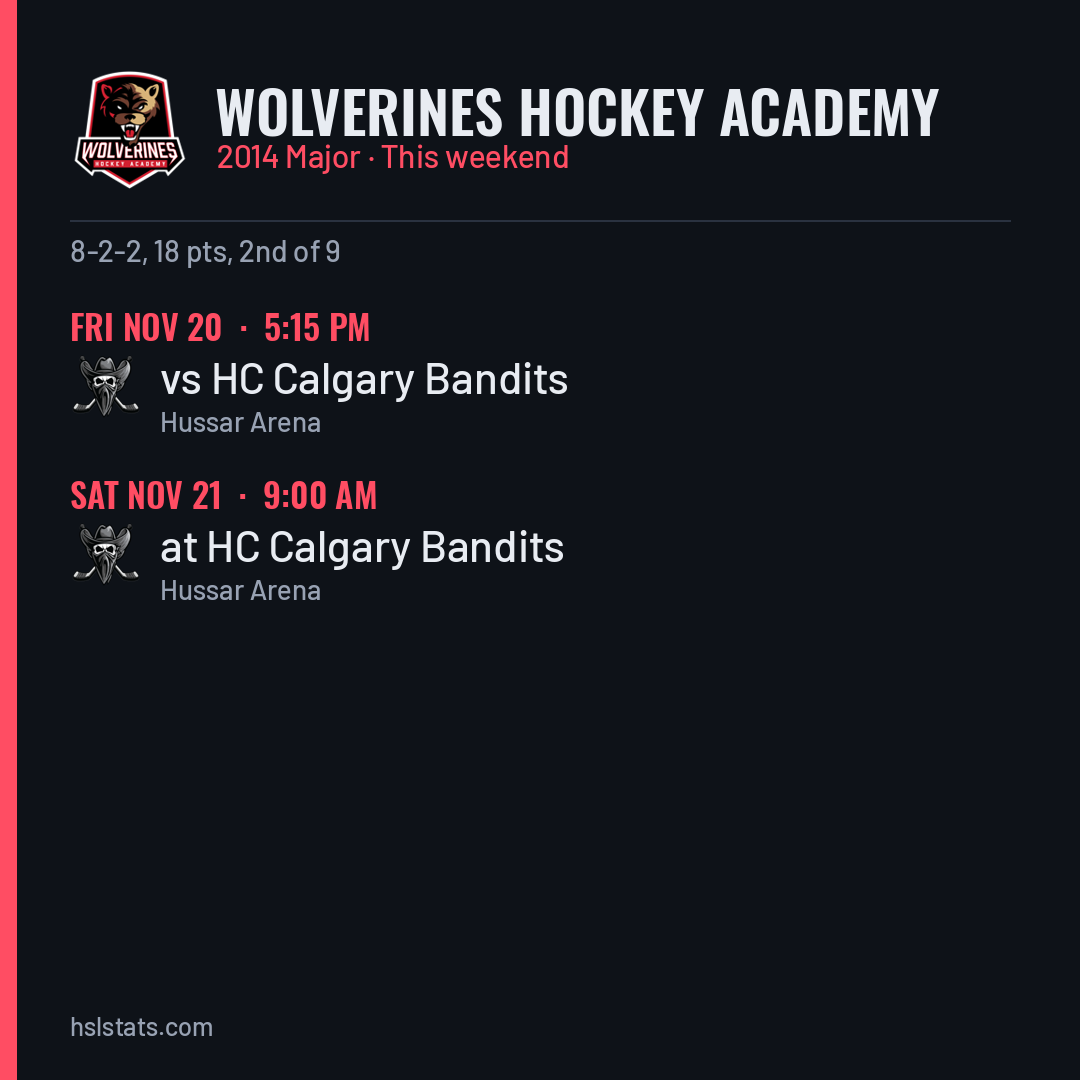 WOLVERINES
HOCKEY ACADEMY
WOLVERINES HOCKEY ACADEMY
2014 Major · This weekend
8-2-2, 18 pts, 2nd of 9
FRI NOV 20 · 5:15 PM
vs HC Calgary Bandits
Hussar Arena
SAT NOV 21 · 9:00 AM
at HC Calgary Bandits
Hussar Arena
hslstats.com